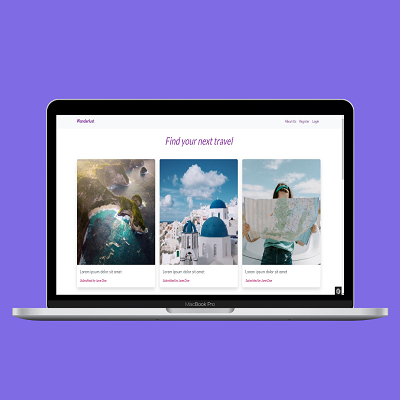 Wanderlust
About Us Register Login
Find your next travel
Lorem ipsum dolor sit amet
Lorem ipsum dolor sit amet
Lorem ipsum dolor sit amet
Submitted by Jane Doe
Submitted by Jane Doe
Submitted by Jane Doe
MacBook Pro